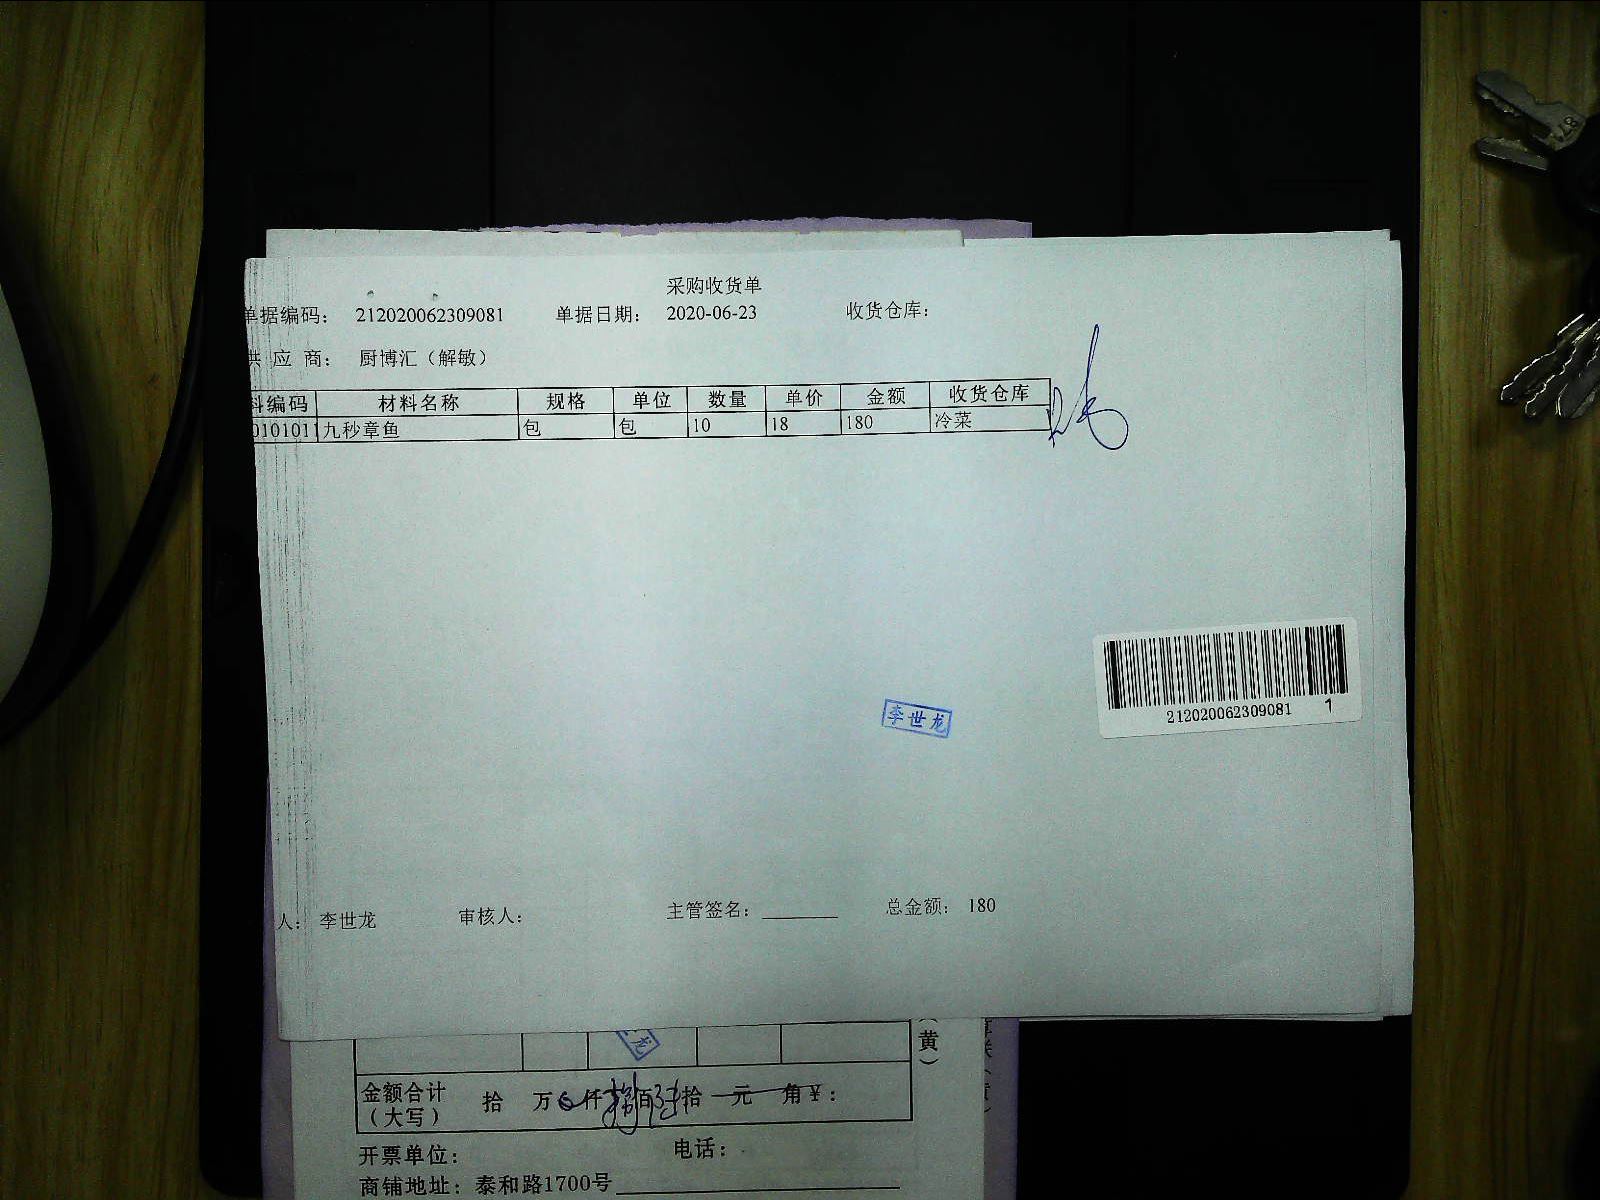 采购收货单
单据编码： 212020062309081 单据日期： 2020-06-23 收货仓库：
供 应 商： 厨博汇（解敏）
料编码 材料名称 规格 单位 数量 单价 金额 收货仓库
0101011 九秒章鱼 包 包 10 18 180 冷菜
李世龙
212020062309081 1
人： 李世龙 审核人： 主管签名： 总金额： 180
龙
（黄）
金额合计（大写） 拾 万 仟 佰 拾 元 角 ¥：
开票单位： 电话：
商铺地址：泰和路1700号
87